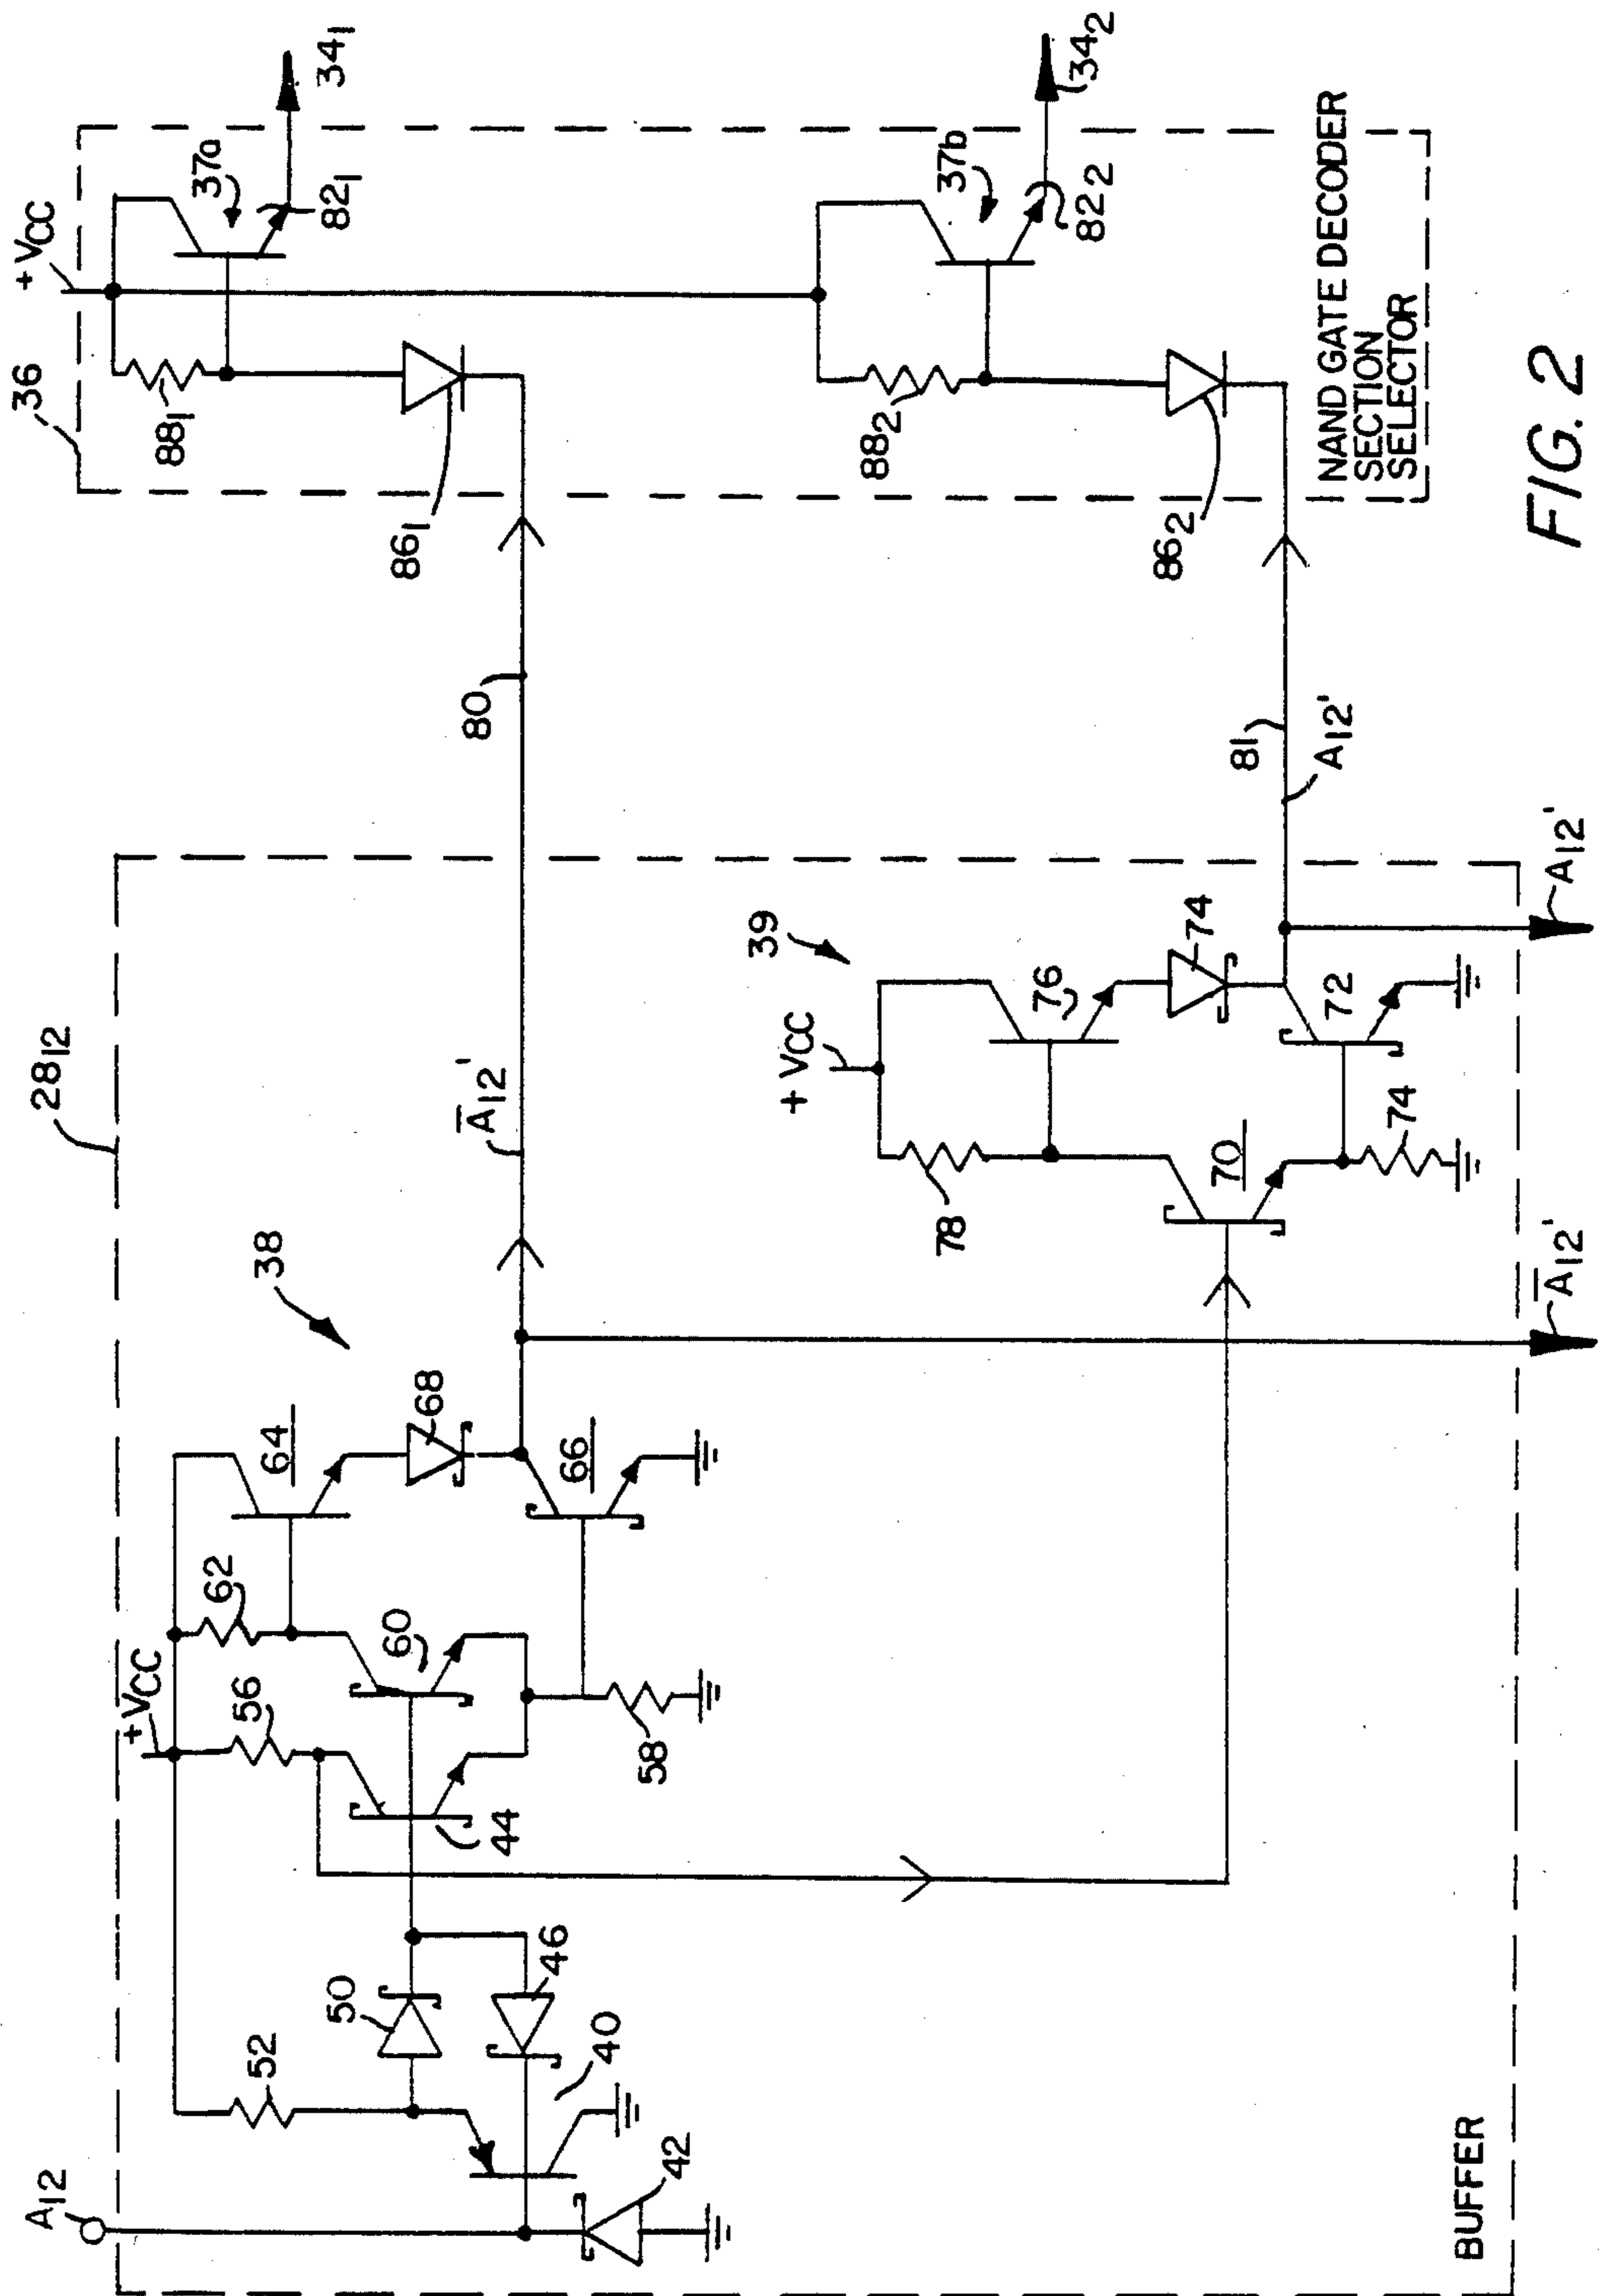 36
+VCC
37a
34₁
88₁
82₁
86₁
37b
34₂
88₂
82₂
86₂
NAND GATE DECODER
SECTION
SELECTOR
80
81
A₁₂'
28₁₂
A̅₁₂'
38
39
A₁₂
+VCC
52
56
62
64
50
60
68
44
46
66
40
58
42
+VCC
76
78
74
70
72
74
BUFFER
A̅₁₂'
A₁₂'
FIG. 2